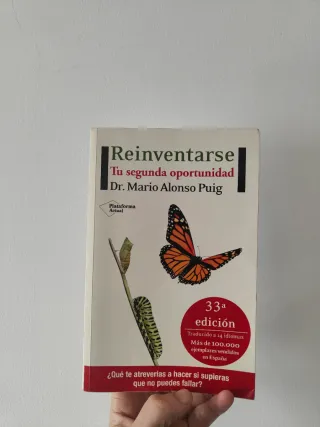 Reinventarse
Tu segunda oportunidad
Dr. Mario Alonso Puig
Plataforma
Actual
33ª
edición
Traducido a 14 idiomas
Más de 100.000
ejemplares vendidos
en España
¿Qué te atreverías a hacer si supieras
que no puedes fallar?